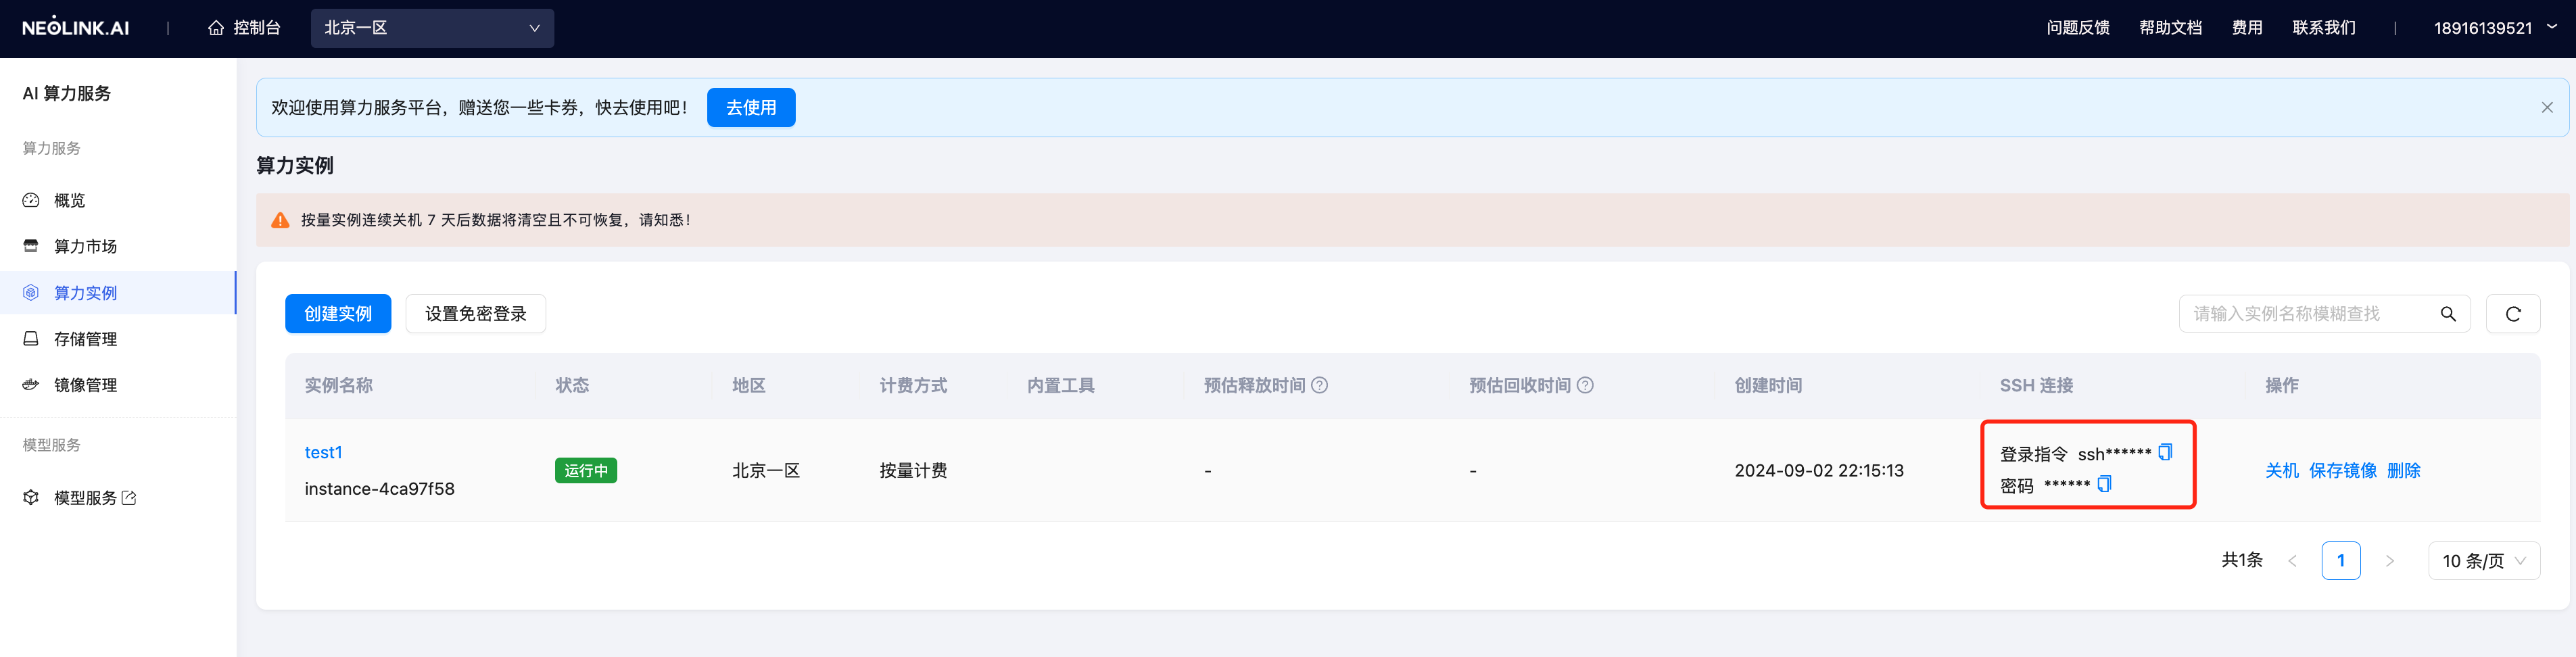 NEOLINK.AI
控制台
北京一区
问题反馈
帮助文档
费用
联系我们
18916139521
AI 算力服务
算力服务
概览
算力市场
算力实例
存储管理
镜像管理
模型服务
模型服务
欢迎使用算力服务平台，赠送您一些卡券，快去使用吧！
去使用
算力实例
按量实例连续关机 7 天后数据将清空且不可恢复，请知悉！
创建实例
设置免密登录
请输入实例名称模糊查找
实例名称 状态 地区 计费方式 内置工具 预估释放时间 预估回收时间 创建时间 SSH 连接 操作
test1
instance-4ca97f58
运行中
北京一区
按量计费
-
-
2024-09-02 22:15:13
登录指令 ssh******
密码 ******
关机 保存镜像 删除
共1条
1
10 条/页